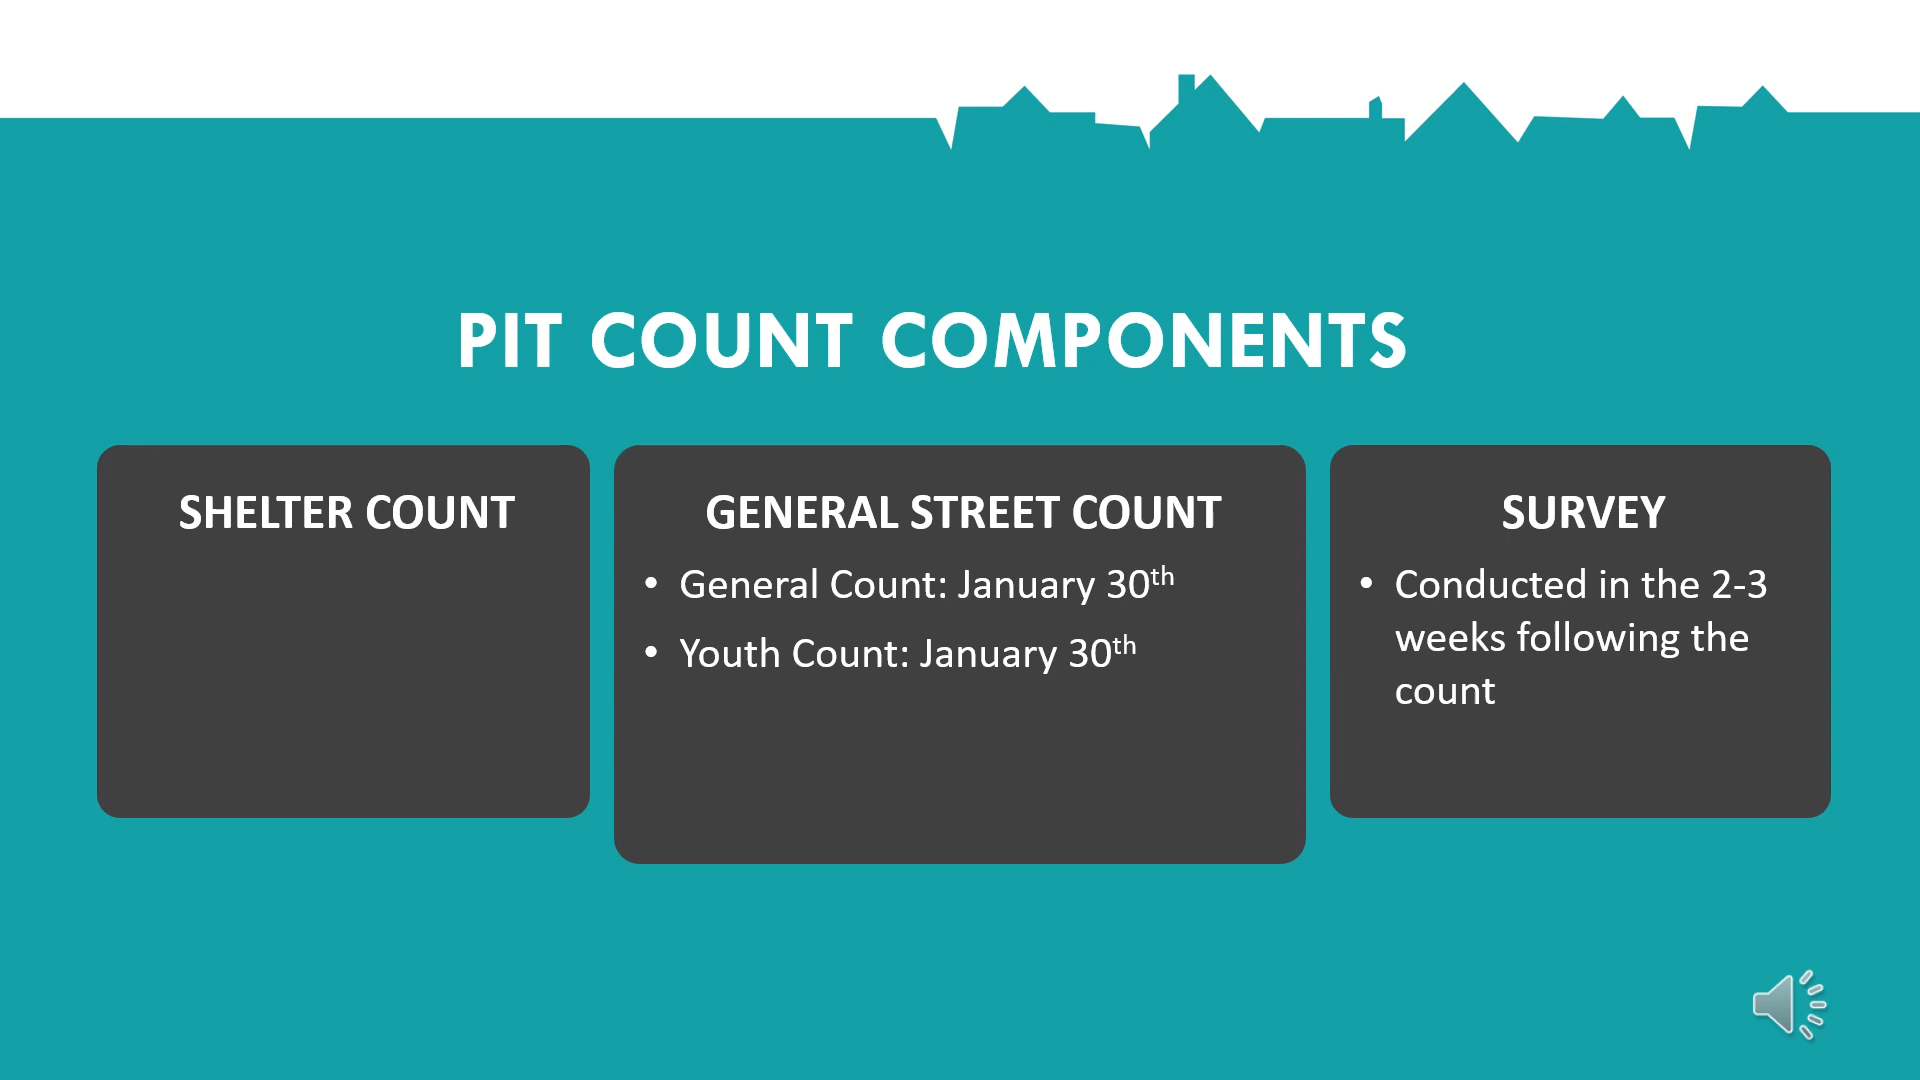 PIT COUNT COMPONENTS
SHELTER COUNT
GENERAL STREET COUNT
• General Count: January 30th
• Youth Count: January 30th
SURVEY
• Conducted in the 2-3
weeks following the
count